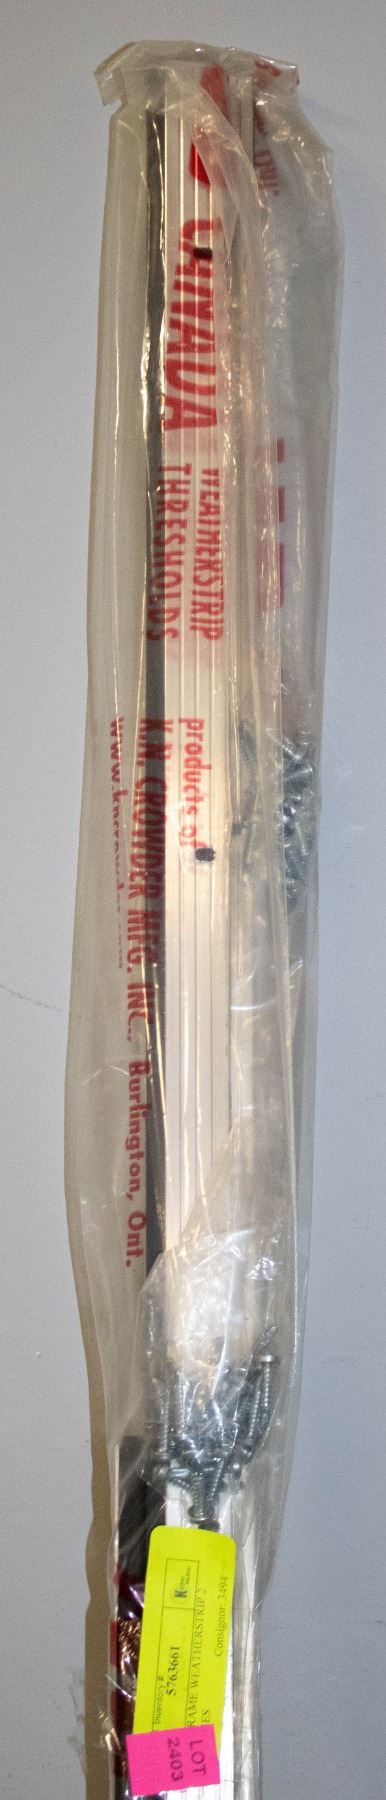 CANADA
WEATHERSTRIP
THRESHOLDS
products of
K.N. CROWDER MFG. INC., Burlington, Ont.
Inventory #
5763661
RAME WEATHERSTRIP 2
ES
Consignor: 3494
LOT
2403